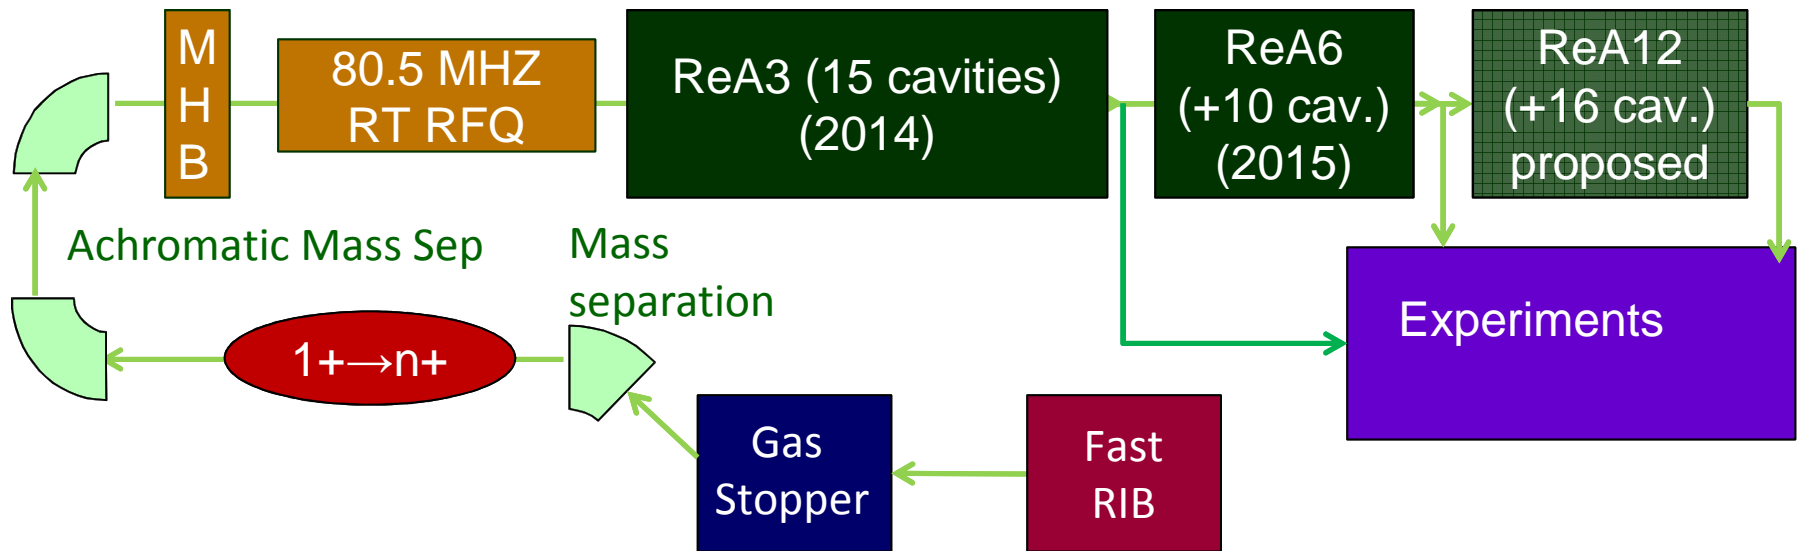 M
H
B
80.5 MHZ
RT RFQ
ReA3 (15 cavities)
(2014)
ReA6
(+10 cav.)
(2015)
ReA12
(+16 cav.)
proposed
Achromatic Mass Sep
Mass
separation
1+→n+
Experiments
Gas
Stopper
Fast
RIB